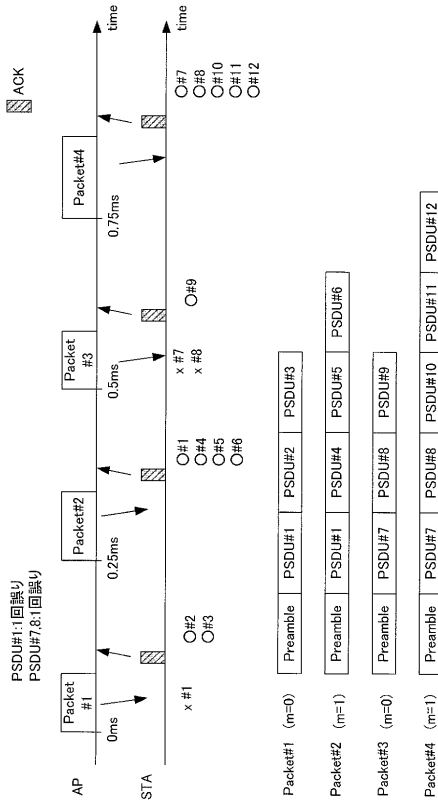 PSDU#1:1回誤り
PSDU#7,8:1回誤り
ACK
AP
Packet
#1
Packet#2
Packet
#3
Packet#4
time
0ms
0.25ms
0.5ms
0.75ms
STA
time
x #1
○#2
○#3
○#1
○#4
○#5
○#6
x #7
x #8
○#9
○#7
○#8
○#10
○#11
○#12
Packet#1 (m=0) Preamble PSDU#1 PSDU#2 PSDU#3
Packet#2 (m=1) Preamble PSDU#1 PSDU#4 PSDU#5 PSDU#6
Packet#3 (m=0) Preamble PSDU#7 PSDU#8 PSDU#9
Packet#4 (m=1) Preamble PSDU#7 PSDU#8 PSDU#10 PSDU#11 PSDU#12